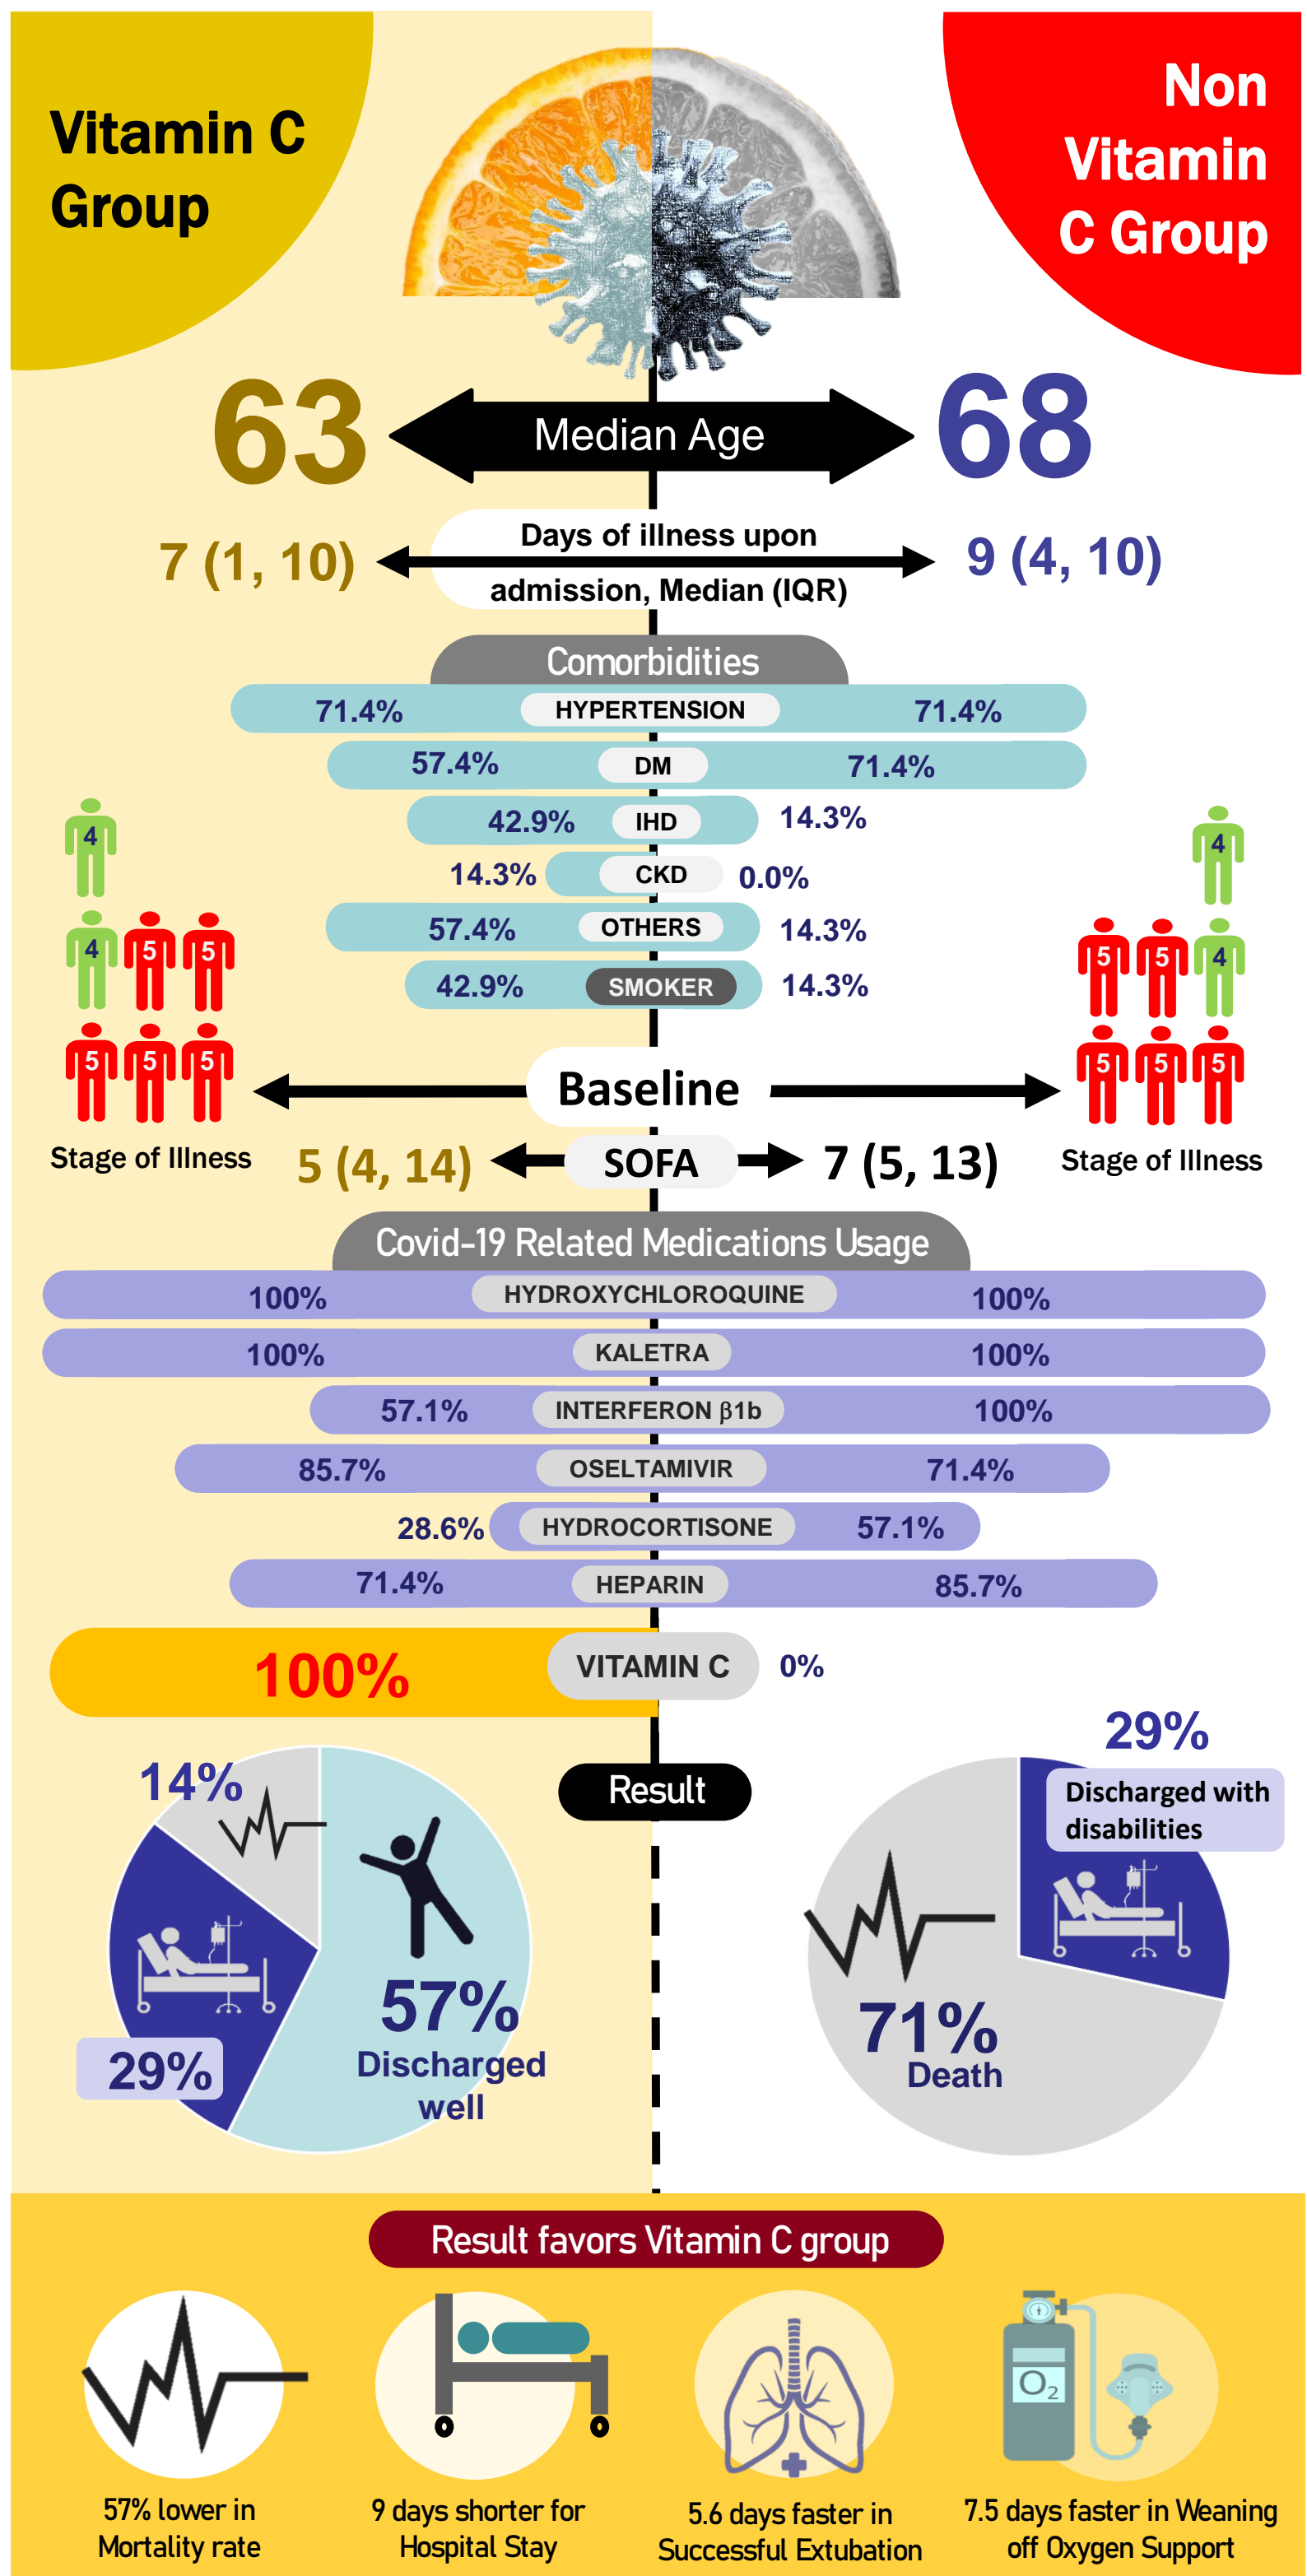 Vitamin C
Group
Non
Vitamin
C Group
63
Median Age
68
7 (1, 10)
Days of illness upon
admission, Median (IQR)
9 (4, 10)
Comorbidities
71.4% HYPERTENSION 71.4%
57.4% DM 71.4%
42.9% IHD 14.3%
14.3% CKD 0.0%
57.4% OTHERS 14.3%
42.9% SMOKER 14.3%
4
4 5 5
5 5 5
Stage of Illness
4
5 5 4
5 5 5
Stage of Illness
Baseline
5 (4, 14) SOFA 7 (5, 13)
Covid-19 Related Medications Usage
100% HYDROXYCHLOROQUINE 100%
100% KALETRA 100%
57.1% INTERFERON β1b 100%
85.7% OSELTAMIVIR 71.4%
28.6% HYDROCORTISONE 57.1%
71.4% HEPARIN 85.7%
100% VITAMIN C 0%
Result
14%
29%
57%
Discharged
well
29%
Discharged with
disabilities
71%
Death
Result favors Vitamin C group
57% lower in
Mortality rate
9 days shorter for
Hospital Stay
5.6 days faster in
Successful Extubation
O2
7.5 days faster in Weaning
off Oxygen Support